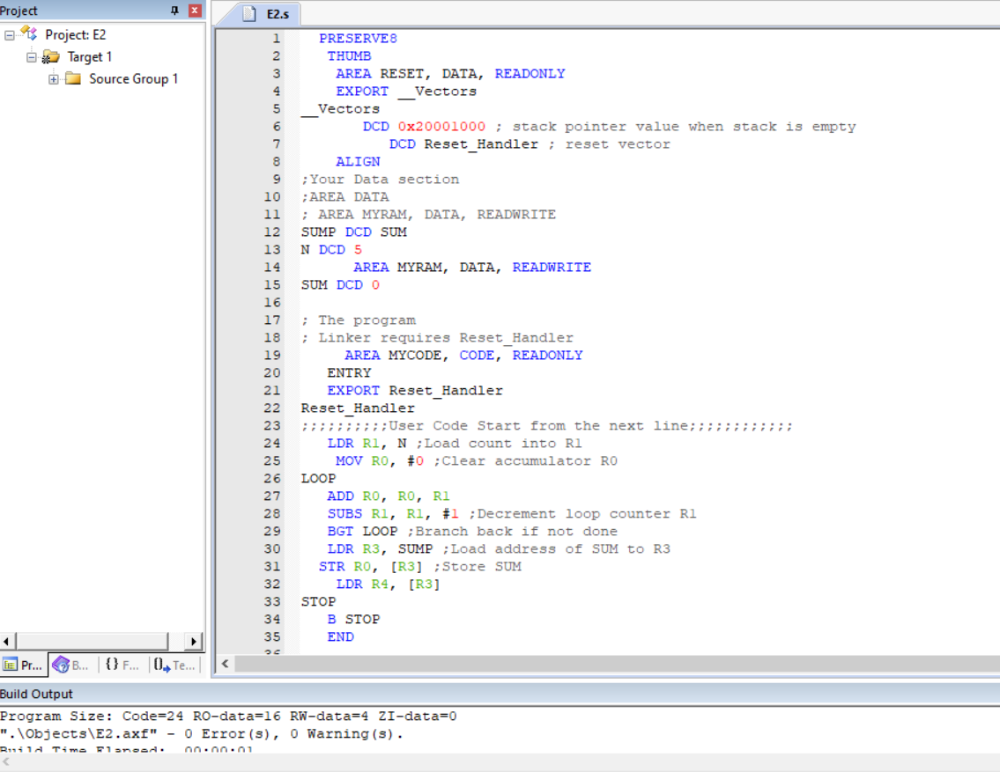 Project
Project: E2
Target 1
Source Group 1
Pr...
B...
{} F...
Te...
E2.s
1 PRESERVE8
2 THUMB
3 AREA RESET, DATA, READONLY
4 EXPORT __Vectors
5 __Vectors
6 DCD 0x20001000 ; stack pointer value when stack is empty
7 DCD Reset_Handler ; reset vector
8 ALIGN
9 ;Your Data section
10 ;AREA DATA
11 ; AREA MYRAM, DATA, READWRITE
12 SUMP DCD SUM
13 N DCD 5
14 AREA MYRAM, DATA, READWRITE
15 SUM DCD 0
16
17 ; The program
18 ; Linker requires Reset_Handler
19 AREA MYCODE, CODE, READONLY
20 ENTRY
21 EXPORT Reset_Handler
22 Reset_Handler
23 ;;;;;;;;;;User Code Start from the next line;;;;;;;;;;;;
24 LDR R1, N ;Load count into R1
25 MOV R0, #0 ;Clear accumulator R0
26 LOOP
27 ADD R0, R0, R1
28 SUBS R1, R1, #1 ;Decrement loop counter R1
29 BGT LOOP ;Branch back if not done
30 LDR R3, SUMP ;Load address of SUM to R3
31 STR R0, [R3] ;Store SUM
32 LDR R4, [R3]
33 STOP
34 B STOP
35 END
36
Build Output
Program Size: Code=24 RO-data=16 RW-data=4 ZI-data=0
".\Objects\E2.axf" - 0 Error(s), 0 Warning(s).
Build Time Elapsed: 00:00:01